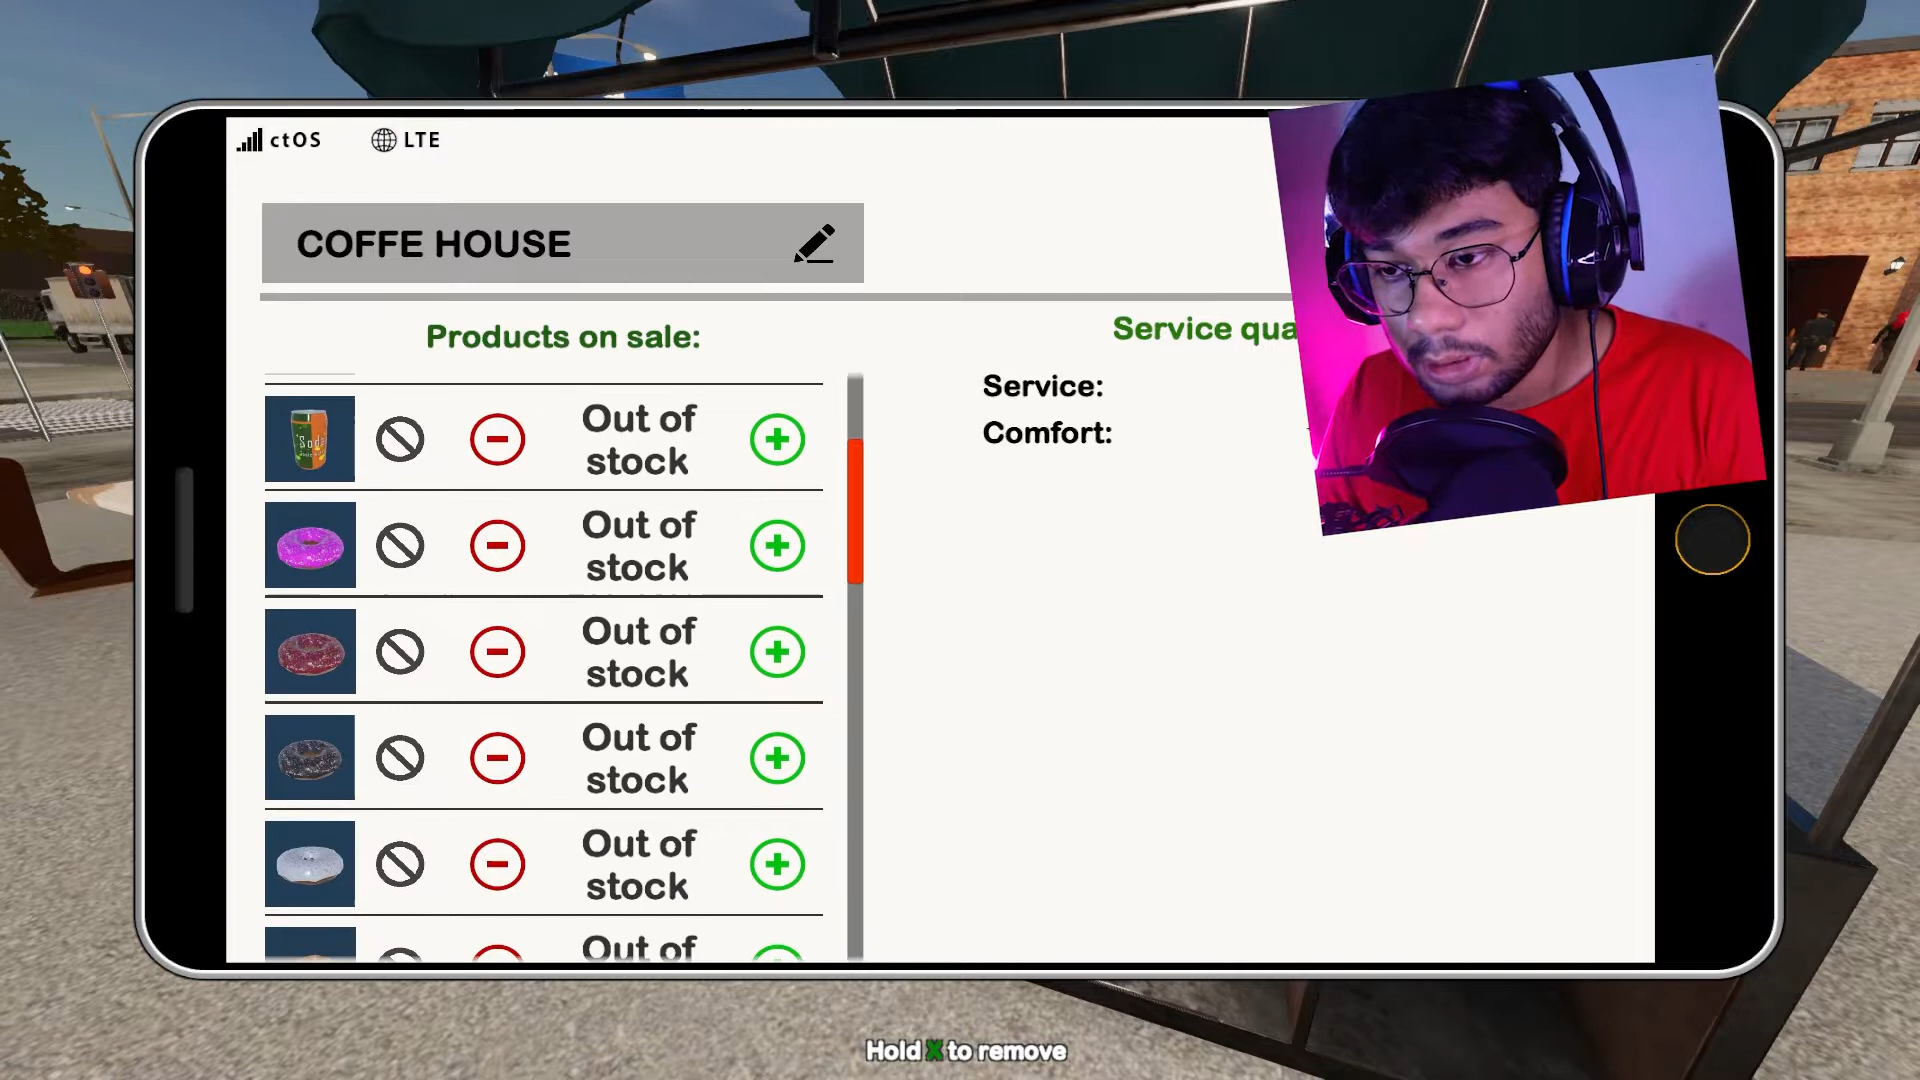 ctOS LTE
COFFE HOUSE
Products on sale:
Service qua
Service:
Comfort:
Soda
Out of
stock
Out of
stock
Out of
stock
Out of
stock
Out of
stock
Out of
Hold X to remove